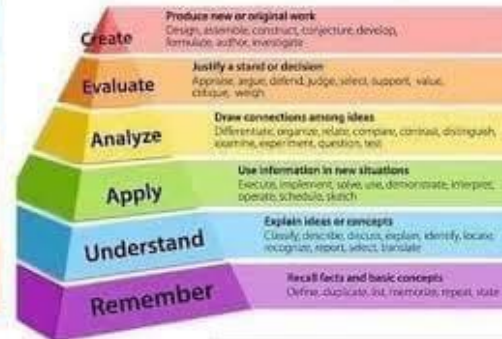 Create
Produce new or original work
Design, assemble, construct, conjecture, develop,
formulate, author, investigate
Evaluate
Justify a stand or decision
Appraise, argue, defend, judge, select, support, value,
critique, weigh
Analyze
Draw connections among ideas
Differentiate, organize, relate, compare, contrast, distinguish,
examine, experiment, question, test
Apply
Use information in new situations
Execute, implement, solve, use, demonstrate, interpret,
operate, schedule, sketch
Understand
Explain ideas or concepts
Classify, describe, discuss, explain, identify, locate,
recognize, report, select, translate
Remember
Recall facts and basic concepts
Define, duplicate, list, memorize, repeat, state